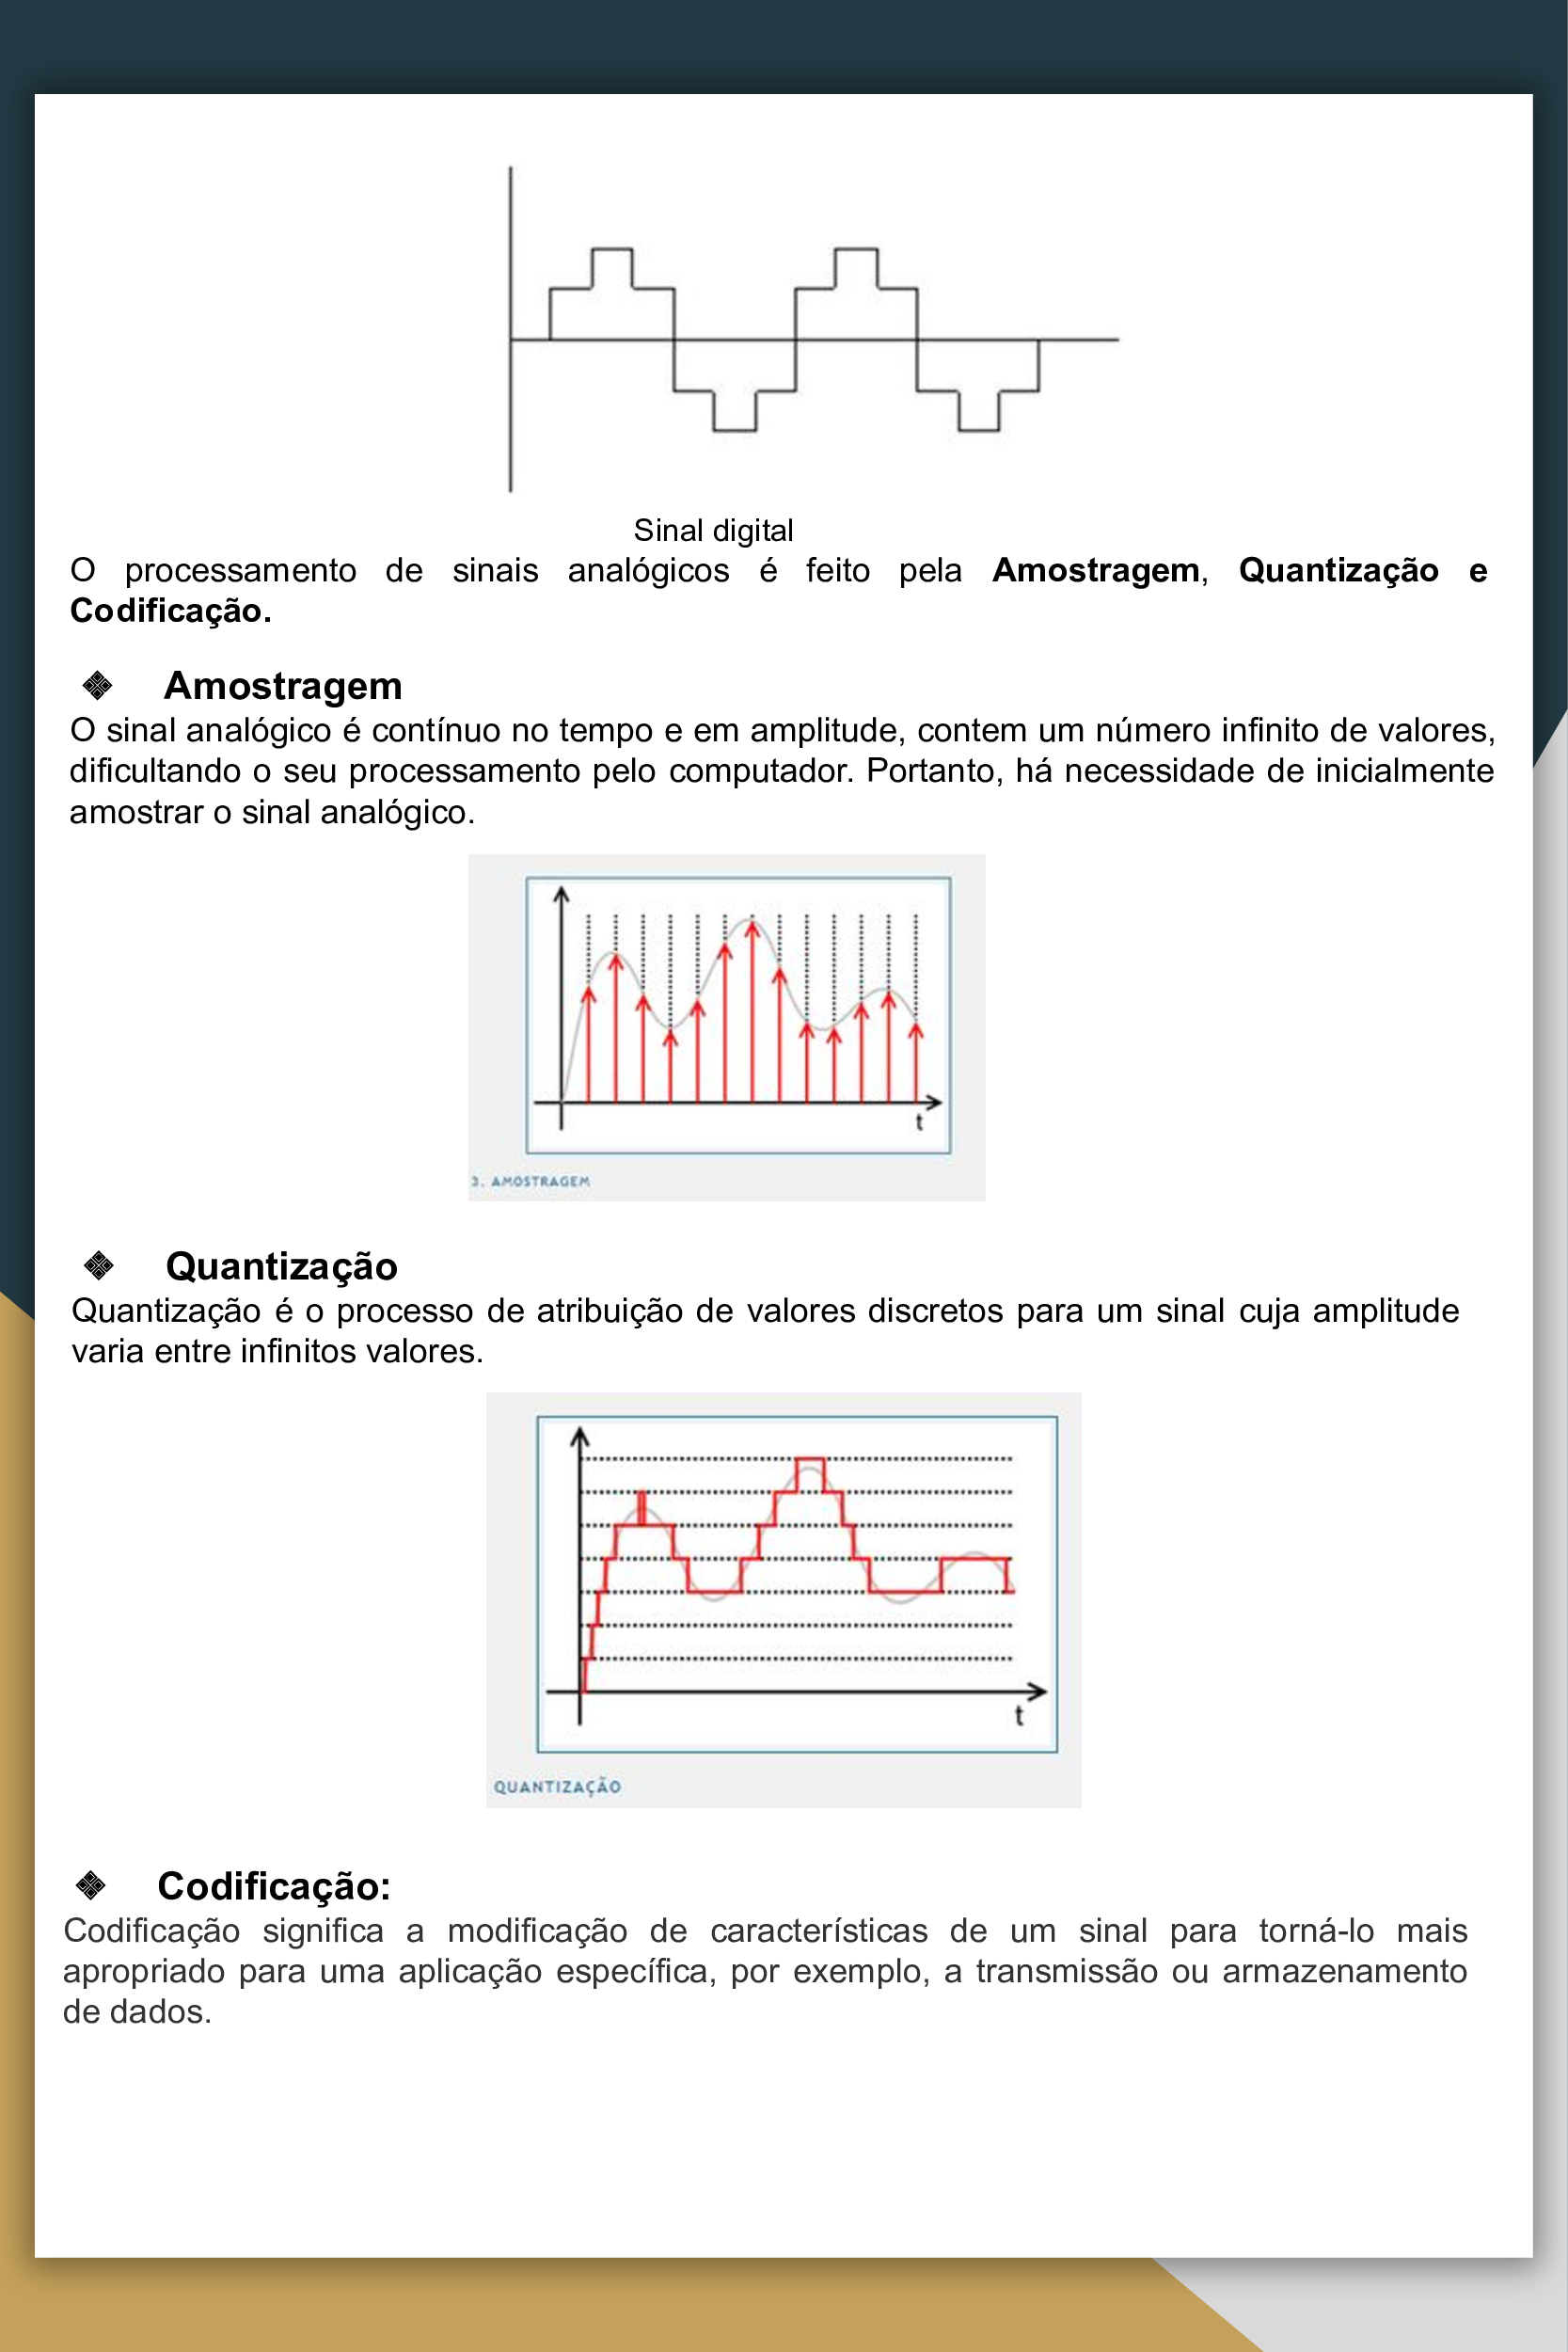 Sinal digital
O processamento de sinais analógicos é feito pela Amostragem, Quantização e
Codificação.
❖ Amostragem
O sinal analógico é contínuo no tempo e em amplitude, contem um número infinito de valores,
dificultando o seu processamento pelo computador. Portanto, há necessidade de inicialmente
amostrar o sinal analógico.
t
3. AMOSTRAGEM
❖ Quantização
Quantização é o processo de atribuição de valores discretos para um sinal cuja amplitude
varia entre infinitos valores.
t
QUANTIZAÇÃO
❖ Codificação:
Codificação significa a modificação de características de um sinal para torná-lo mais
apropriado para uma aplicação específica, por exemplo, a transmissão ou armazenamento
de dados.